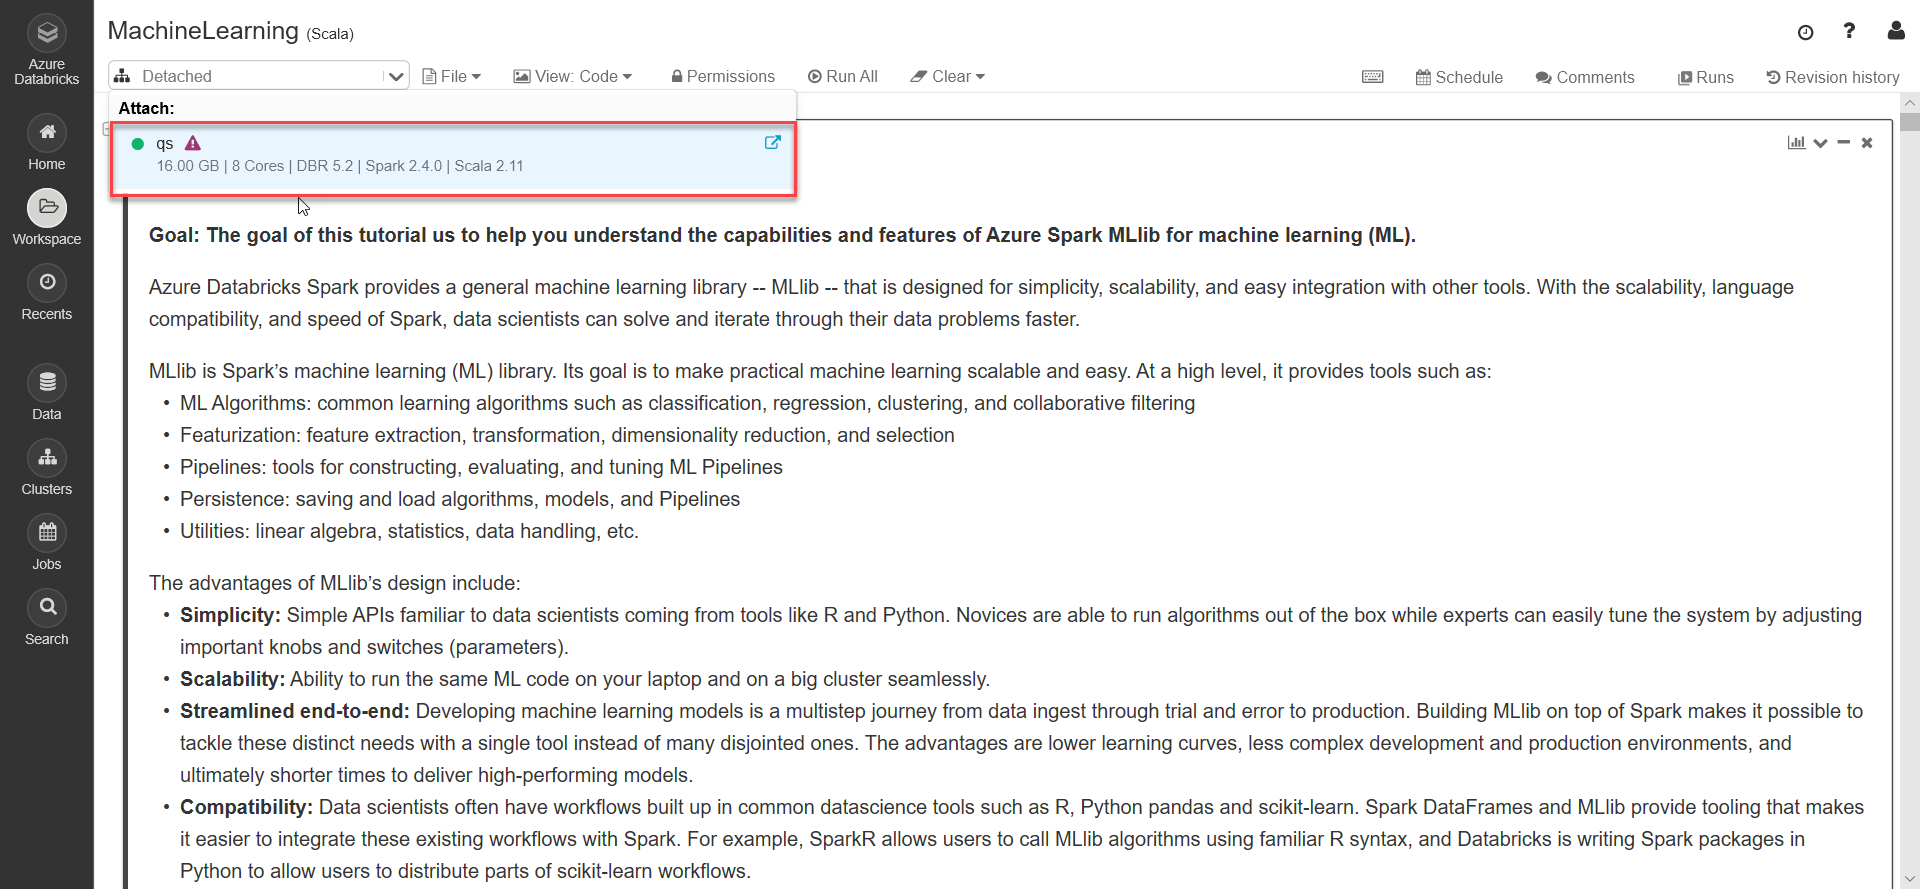 MachineLearning (Scala)
Azure
Databricks
Home
Workspace
Recents
Data
Clusters
Jobs
Search
Detached
File
View: Code
Permissions
Run All
Clear
Schedule
Comments
Runs
Revision history
Attach:
qs
16.00 GB | 8 Cores | DBR 5.2 | Spark 2.4.0 | Scala 2.11
Goal: The goal of this tutorial us to help you understand the capabilities and features of Azure Spark MLlib for machine learning (ML).
Azure Databricks Spark provides a general machine learning library -- MLlib -- that is designed for simplicity, scalability, and easy integration with other tools. With the scalability, language
compatibility, and speed of Spark, data scientists can solve and iterate through their data problems faster.
MLlib is Spark’s machine learning (ML) library. Its goal is to make practical machine learning scalable and easy. At a high level, it provides tools such as:
• ML Algorithms: common learning algorithms such as classification, regression, clustering, and collaborative filtering
• Featurization: feature extraction, transformation, dimensionality reduction, and selection
• Pipelines: tools for constructing, evaluating, and tuning ML Pipelines
• Persistence: saving and load algorithms, models, and Pipelines
• Utilities: linear algebra, statistics, data handling, etc.
The advantages of MLlib’s design include:
• Simplicity: Simple APIs familiar to data scientists coming from tools like R and Python. Novices are able to run algorithms out of the box while experts can easily tune the system by adjusting
important knobs and switches (parameters).
• Scalability: Ability to run the same ML code on your laptop and on a big cluster seamlessly.
• Streamlined end-to-end: Developing machine learning models is a multistep journey from data ingest through trial and error to production. Building MLlib on top of Spark makes it possible to
tackle these distinct needs with a single tool instead of many disjointed ones. The advantages are lower learning curves, less complex development and production environments, and
ultimately shorter times to deliver high-performing models.
• Compatibility: Data scientists often have workflows built up in common datascience tools such as R, Python pandas and scikit-learn. Spark DataFrames and MLlib provide tooling that makes
it easier to integrate these existing workflows with Spark. For example, SparkR allows users to call MLlib algorithms using familiar R syntax, and Databricks is writing Spark packages in
Python to allow users to distribute parts of scikit-learn workflows.